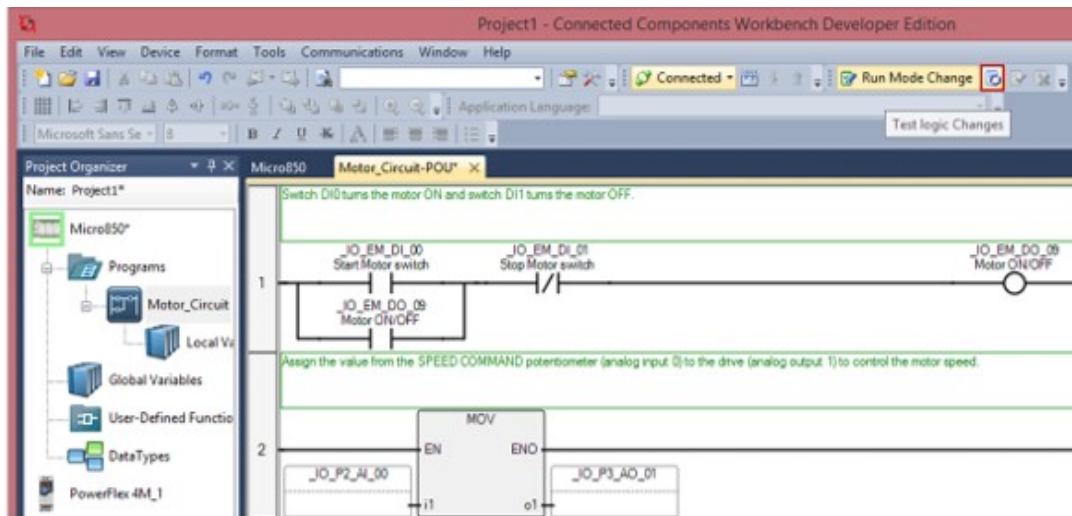 Project1 - Connected Components Workbench Developer Edition
File Edit View Device Format Tools Communications Window Help
Connected Run Mode Change
Application Language:
Microsoft Sans Se 8 B I U K A
Test logic Changes
Project Organizer Micro850 Motor_Circuit-POU*
Name: Project1*
Micro850*
Programs
Motor_Circuit
Local Va
Global Variables
User-Defined Functio
DataTypes
PowerFlex 4M_1
Switch DI0 turns the motor ON and switch DI1 turns the motor OFF.
1
_IO_EM_DI_00
Start Motor switch
_IO_EM_DI_01
Stop Motor switch
_IO_EM_DO_09
Motor ON/OFF
_IO_EM_DO_09
Motor ON/OFF
Assign the value from the SPEED COMMAND potentiometer (analog input 0) to the drive (analog output 1) to control the motor speed.
2
MOV
EN ENO
_IO_P2_AI_00
_IO_P3_AO_01
i1 o1